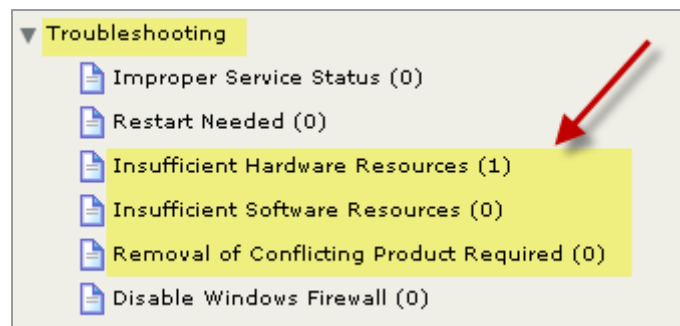 Troubleshooting
Improper Service Status (0)
Restart Needed (0)
Insufficient Hardware Resources (1)
Insufficient Software Resources (0)
Removal of Conflicting Product Required (0)
Disable Windows Firewall (0)